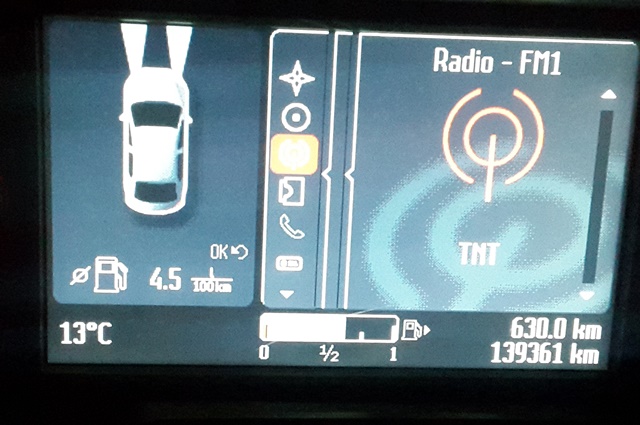 Radio - FM1
TNT
OK
Ø 4.5 l/100km
13°C
0 1/2 1
630.0 km
139361 km